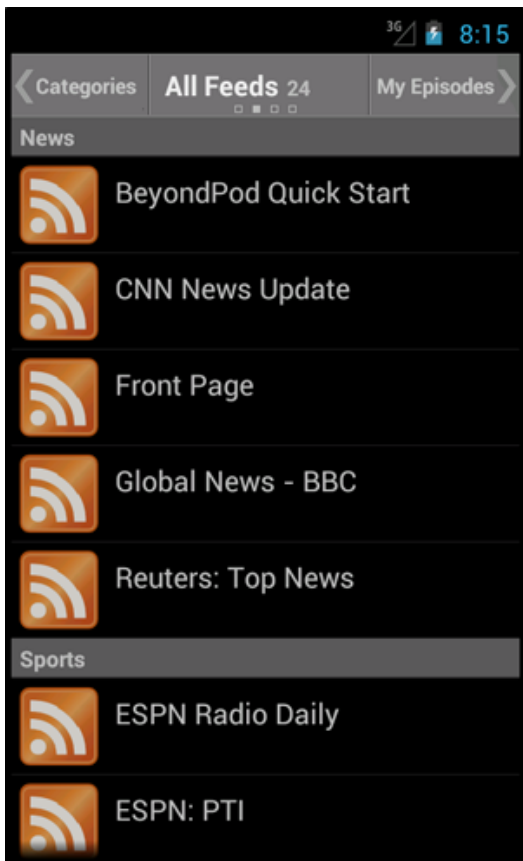 3G 8:15
Categories All Feeds 24 My Episodes
News
BeyondPod Quick Start
CNN News Update
Front Page
Global News - BBC
Reuters: Top News
Sports
ESPN Radio Daily
ESPN: PTI